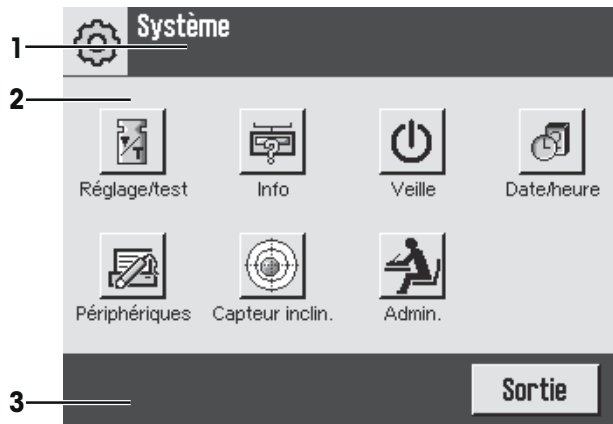 1
Système
2
Réglage/test
Info
Veille
Date/heure
Périphériques
Capteur inclin.
Admin.
3
Sortie